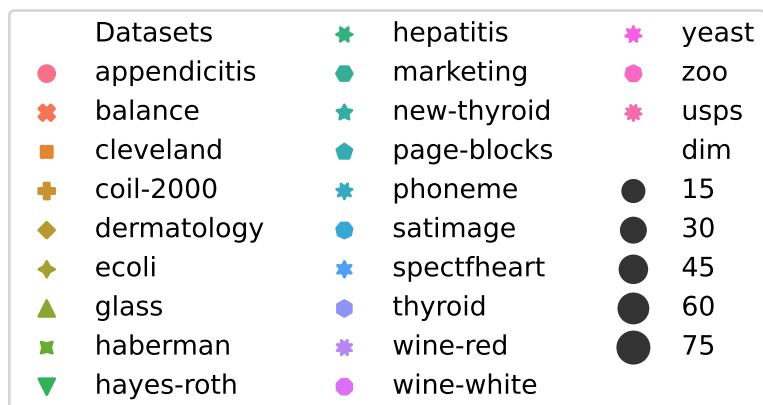 Datasets
appendicitis
balance
cleveland
coil-2000
dermatology
ecoli
glass
haberman
hayes-roth
hepatitis
marketing
new-thyroid
page-blocks
phoneme
satimage
spectfheart
thyroid
wine-red
wine-white
yeast
zoo
usps
dim
15
30
45
60
75